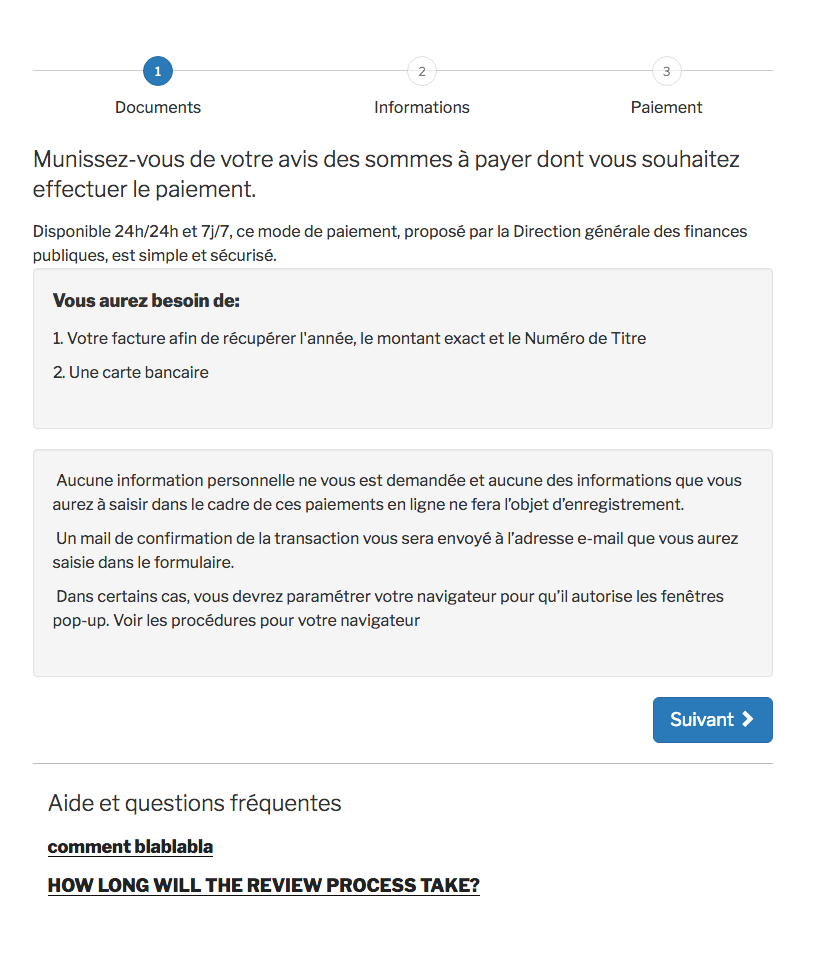 1
2
3
Documents
Informations
Paiement
Munissez-vous de votre avis des sommes à payer dont vous souhaitez
effectuer le paiement.
Disponible 24h/24h et 7j/7, ce mode de paiement, proposé par la Direction générale des finances
publiques, est simple et sécurisé.
Vous aurez besoin de:
1. Votre facture afin de récupérer l'année, le montant exact et le Numéro de Titre
2. Une carte bancaire
Aucune information personnelle ne vous est demandée et aucune des informations que vous
aurez à saisir dans le cadre de ces paiements en ligne ne fera l’objet d’enregistrement.
Un mail de confirmation de la transaction vous sera envoyé à l’adresse e-mail que vous aurez
saisie dans le formulaire.
Dans certains cas, vous devrez paramétrer votre navigateur pour qu’il autorise les fenêtres
pop-up. Voir les procédures pour votre navigateur
Suivant
Aide et questions fréquentes
comment blablabla
HOW LONG WILL THE REVIEW PROCESS TAKE?